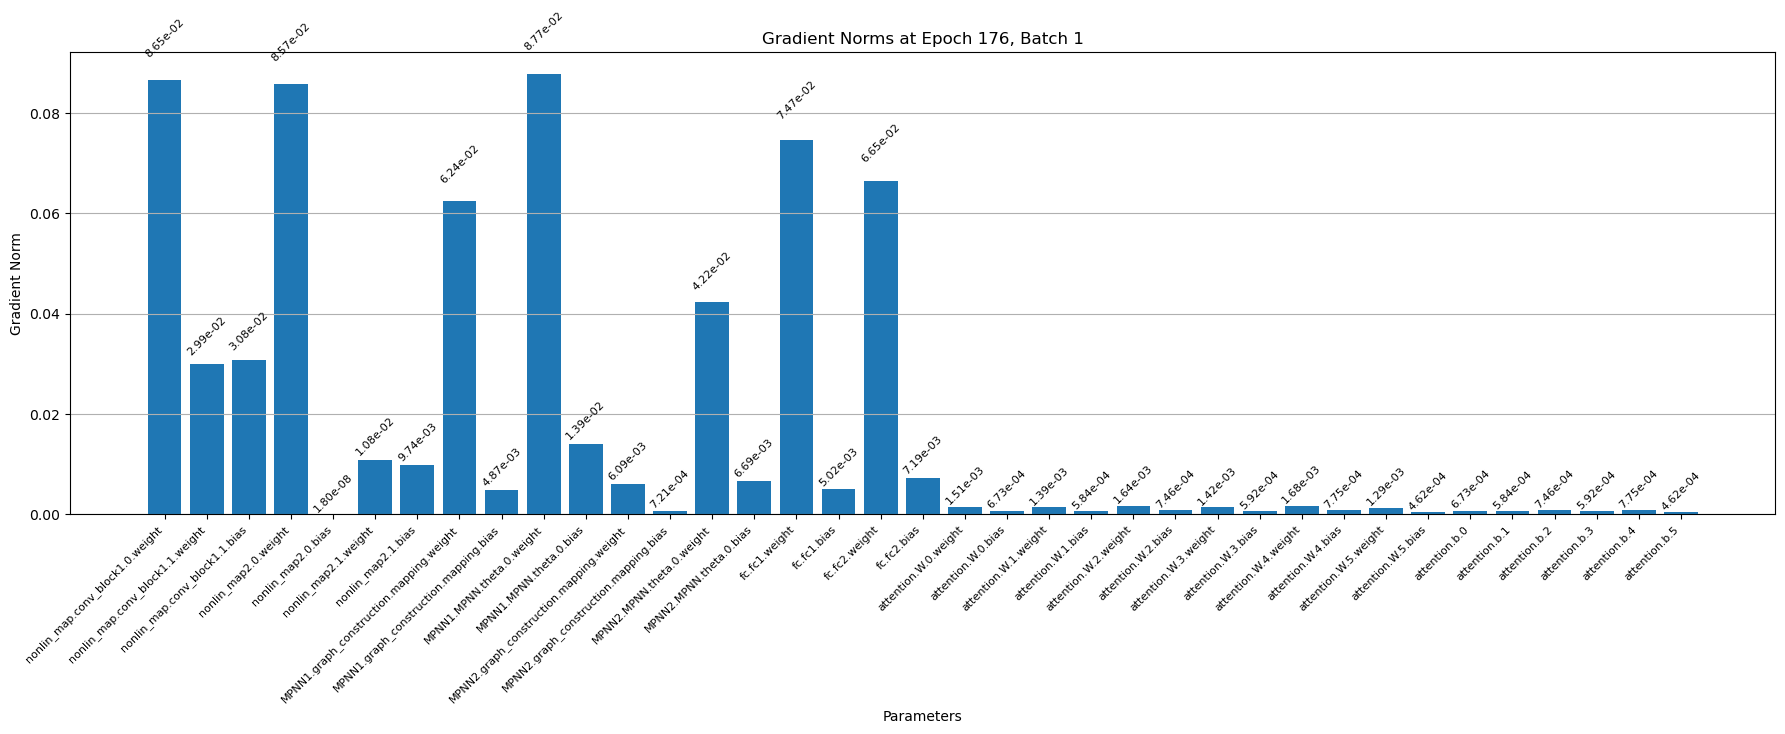 Gradient Norms at Epoch 176, Batch 1
Gradient Norm
0.08
0.06
0.04
0.02
0.00
8.65e-02
2.99e-02
3.08e-02
8.57e-02
1.80e-08
1.08e-02
9.74e-03
6.24e-02
4.87e-03
8.77e-02
1.39e-02
6.09e-03
7.21e-04
4.22e-02
6.69e-03
7.47e-02
5.02e-03
6.65e-02
7.19e-03
1.51e-03
6.73e-04
1.39e-03
5.84e-04
1.64e-03
7.46e-04
1.42e-03
5.92e-04
1.68e-03
7.75e-04
1.29e-03
4.62e-04
6.73e-04
5.84e-04
7.46e-04
5.92e-04
7.75e-04
4.62e-04
nonlin_map.conv_block1.0.weight
nonlin_map.conv_block1.1.weight
nonlin_map.conv_block1.1.bias
nonlin_map2.0.weight
nonlin_map2.0.bias
nonlin_map2.1.weight
nonlin_map2.1.bias
MPNN1.graph_construction.mapping.weight
MPNN1.graph_construction.mapping.bias
MPNN1.MPNN.theta.0.weight
MPNN1.MPNN.theta.0.bias
MPNN2.graph_construction.mapping.weight
MPNN2.graph_construction.mapping.bias
MPNN2.MPNN.theta.0.weight
MPNN2.MPNN.theta.0.bias
fc.fc1.weight
fc.fc1.bias
fc.fc2.weight
fc.fc2.bias
attention.W.0.weight
attention.W.0.bias
attention.W.1.weight
attention.W.1.bias
attention.W.2.weight
attention.W.2.bias
attention.W.3.weight
attention.W.3.bias
attention.W.4.weight
attention.W.4.bias
attention.W.5.weight
attention.W.5.bias
attention.b.0
attention.b.1
attention.b.2
attention.b.3
attention.b.4
attention.b.5
Parameters